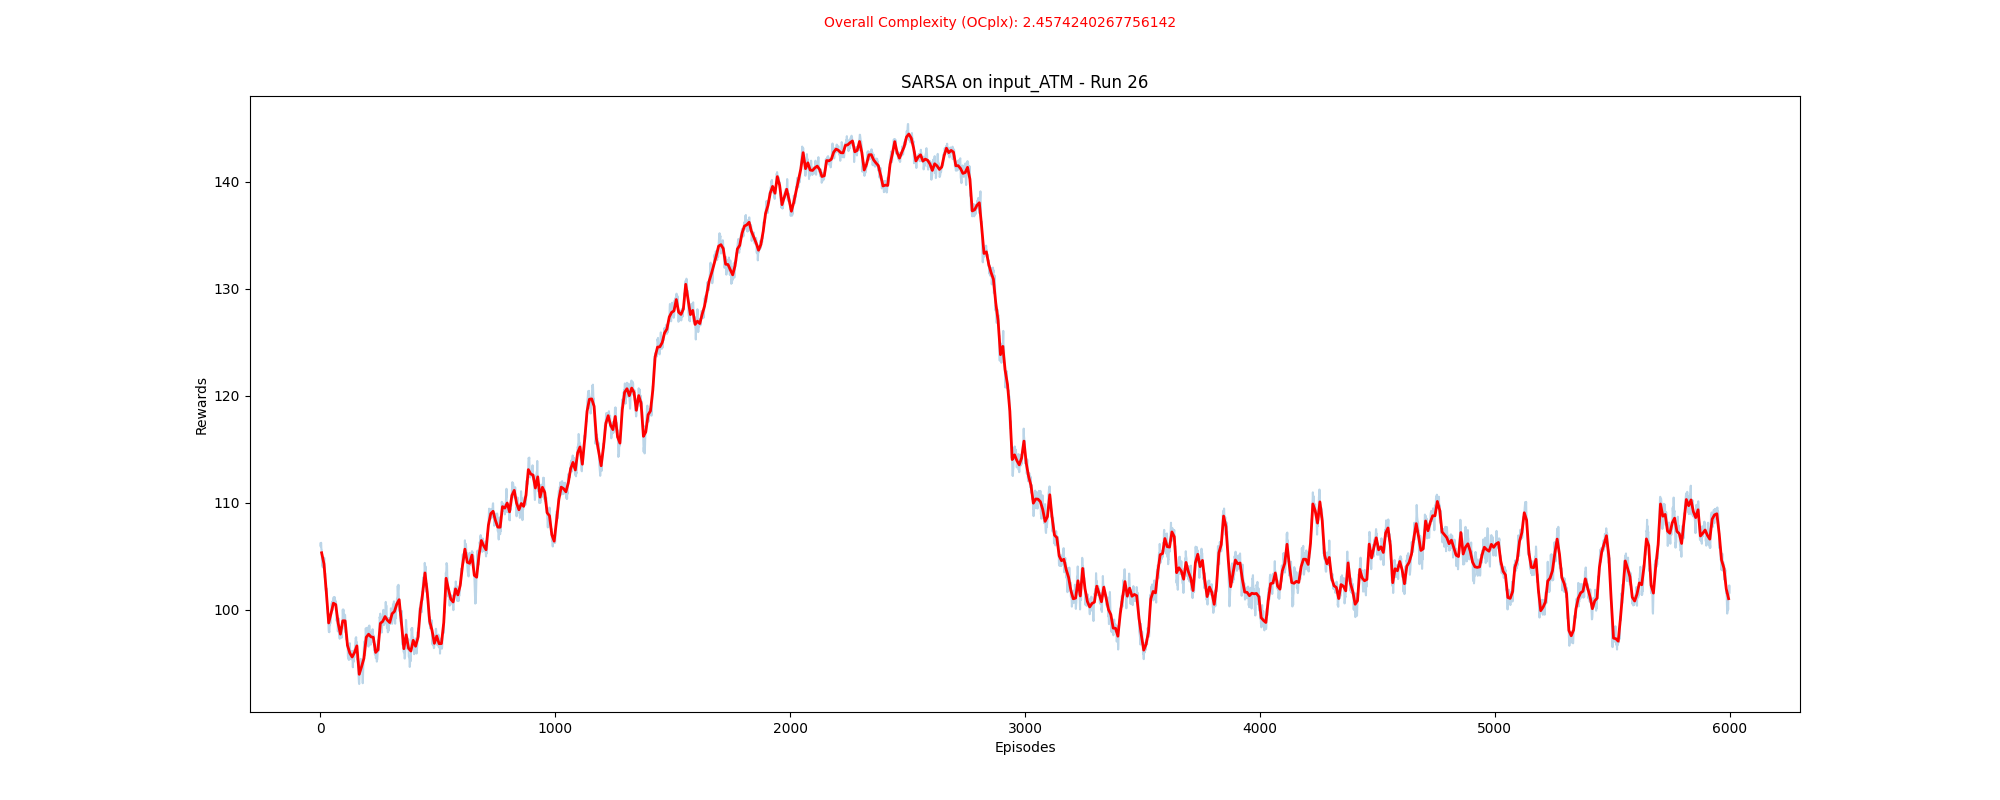 Overall Complexity (OCplx): 2.4574240267756142
SARSA on input_ATM - Run 26
Rewards
140
130
120
110
100
0 1000 2000 3000 4000 5000 6000
Episodes